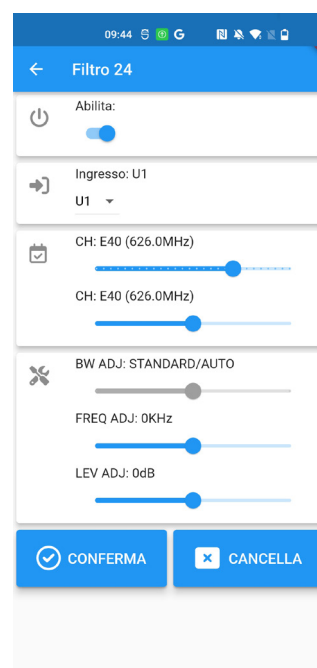 09:44
Filtro 24
Abilita:
Ingresso: U1
U1
CH: E40 (626.0MHz)
CH: E40 (626.0MHz)
BW ADJ: STANDARD/AUTO
FREQ ADJ: 0KHz
LEV ADJ: 0dB
CONFERMA
CANCELLA